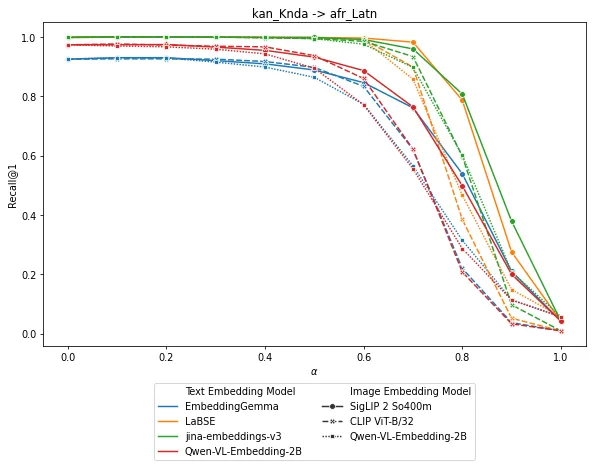 kan_Knda -> afr_Latn
Recall@1
1.0
0.8
0.6
0.4
0.2
0.0
0.0 0.2 0.4 0.6 0.8 1.0
α
Text Embedding Model Image Embedding Model
EmbeddingGemma SigLIP 2 So400m
LaBSE CLIP ViT-B/32
jina-embeddings-v3 Qwen-VL-Embedding-2B
Qwen-VL-Embedding-2B